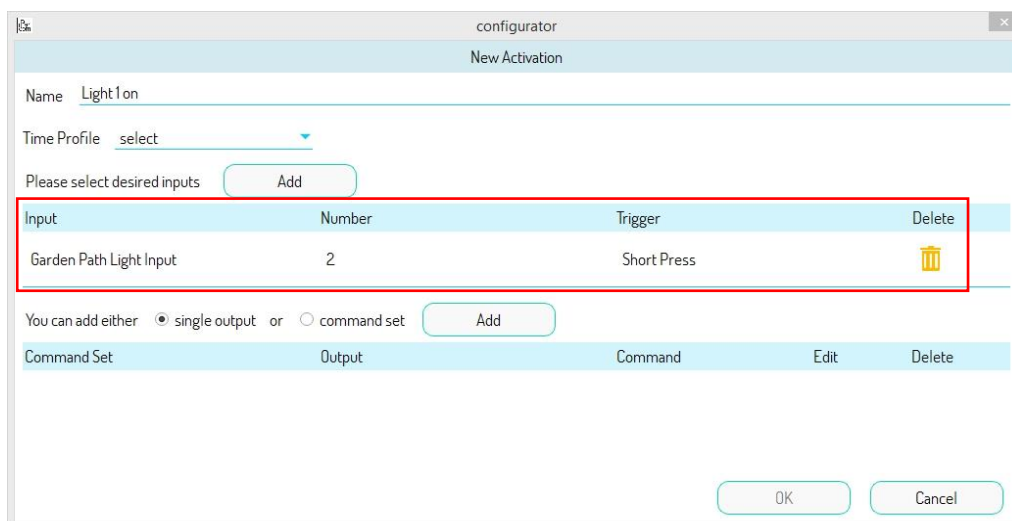 configurator
New Activation
Name Light 1 on
Time Profile select
Please select desired inputs Add
Input Number Trigger Delete
Garden Path Light Input 2 Short Press
You can add either single output or command set Add
Command Set Output Command Edit Delete
OK Cancel